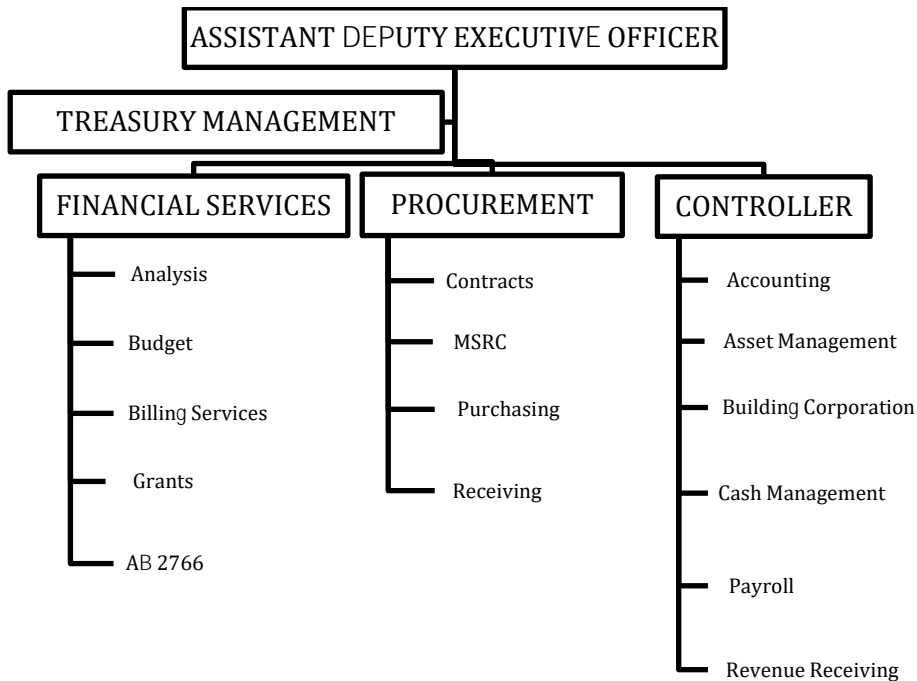 ASSISTANT DEPUTY EXECUTIVE OFFICER
TREASURY MANAGEMENT
FINANCIAL SERVICES
Analysis
Budget
Billing Services
Grants
AB 2766
PROCUREMENT
Contracts
MSRC
Purchasing
Receiving
CONTROLLER
Accounting
Asset Management
Building Corporation
Cash Management
Payroll
Revenue Receiving